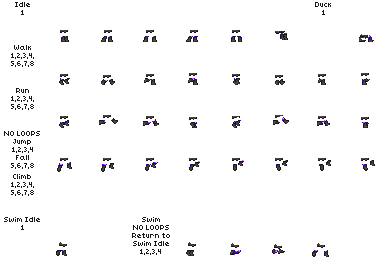 Idle
1
Duck
1
Walk
1,2,3,4,
5,6,7,8
Run
1,2,3,4,
5,6,7,8
NO LOOPS
Jump
1,2,3,4
Fall
5,6,7,8
Climb
1,2,3,4,
5,6,7,8
Swim Idle
1
Swim
NO LOOPS
Return to
Swim Idle
1,2,3,4